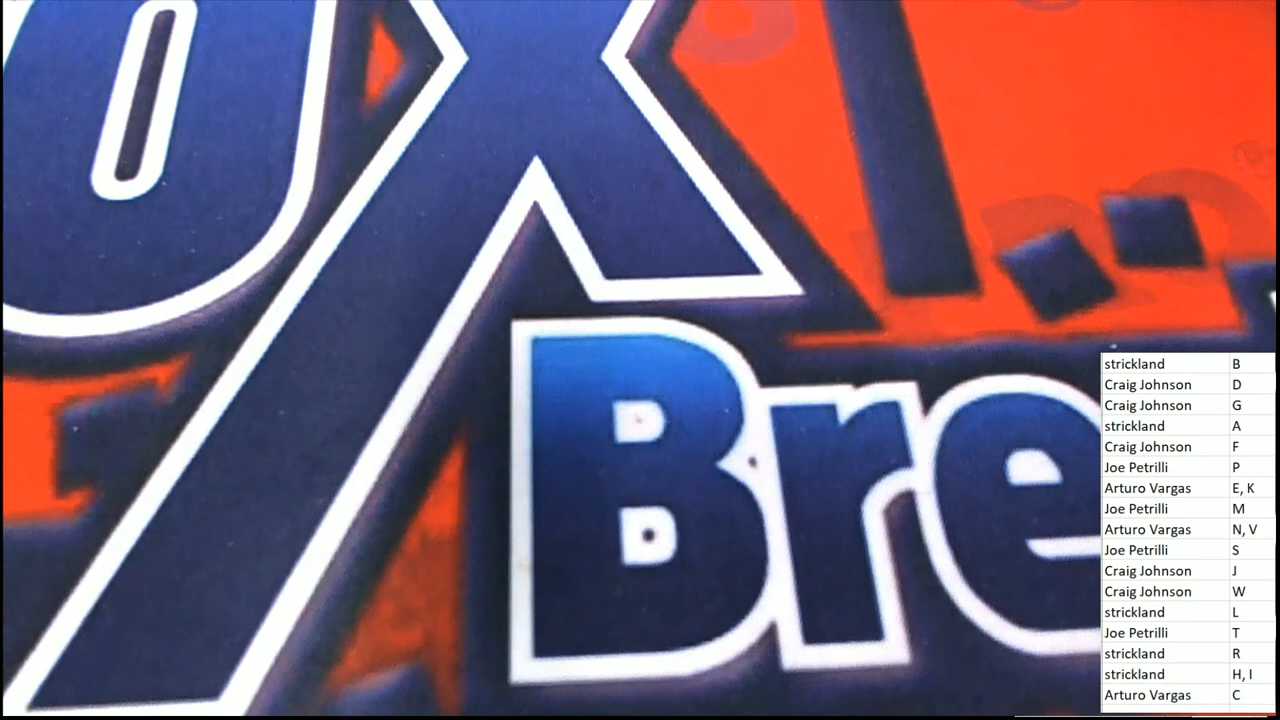 ox
Bre
strickland B
Craig Johnson D
Craig Johnson G
strickland A
Craig Johnson F
Joe Petrilli P
Arturo Vargas E, K
Joe Petrilli M
Arturo Vargas N, V
Joe Petrilli S
Craig Johnson J
Craig Johnson W
strickland L
Joe Petrilli T
strickland R
strickland H, I
Arturo Vargas C